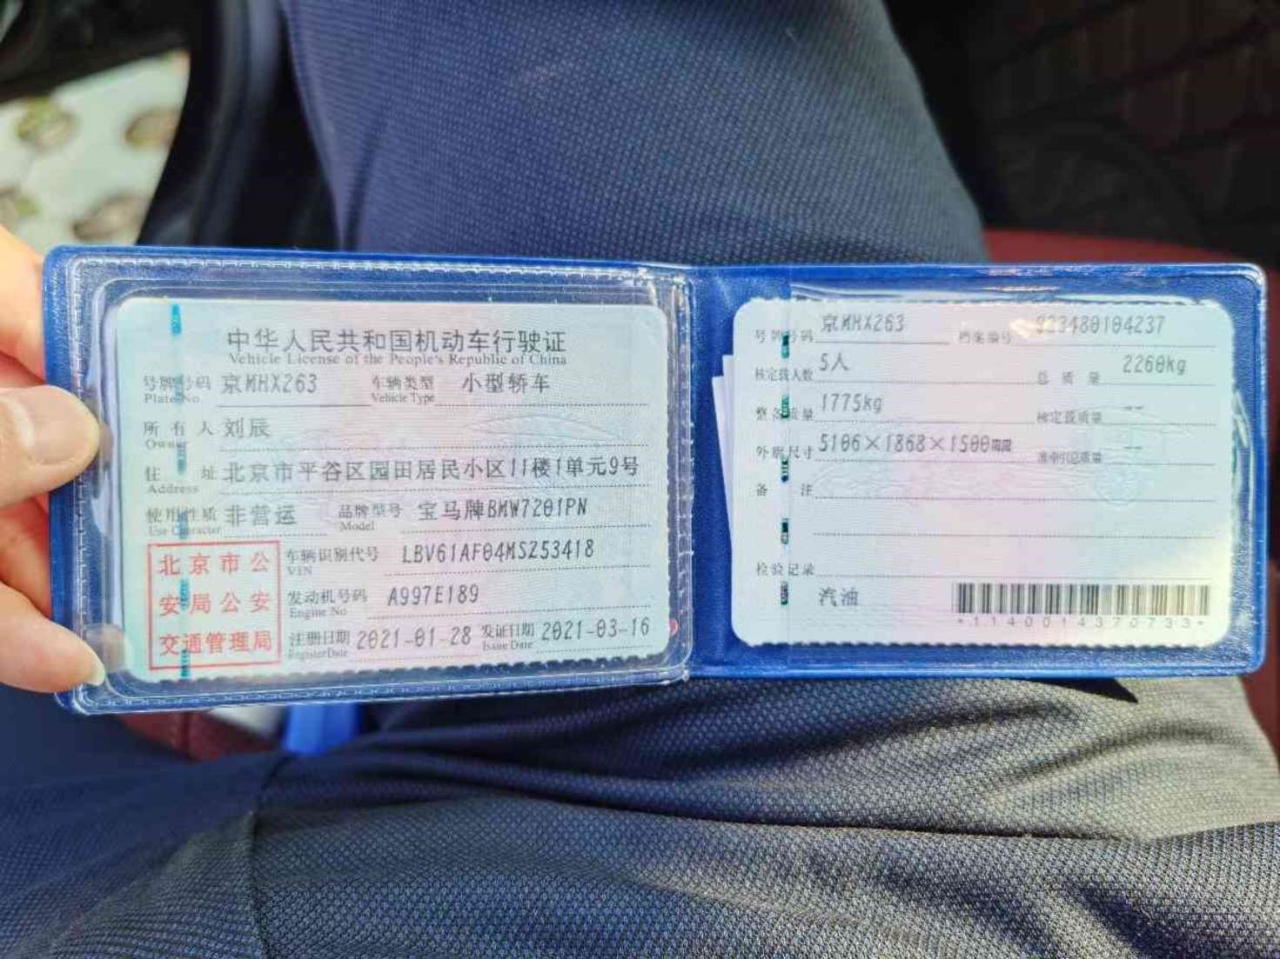 中华人民共和国机动车行驶证
Vehicle License of the People's Republic of China
号牌号码 京MHX263 车辆类型 小型轿车
Plate No. Vehicle Type
所有人 刘辰
Owner
住址 北京市平谷区园田居民小区11楼1单元9号
Address
使用性质 非营运 品牌型号 宝马牌BMW7201PN
Use Character Model
北京市公
安局公安
交通管理局
车辆识别代号 LBV61AF04MSZ53418
VIN
发动机号码 A997E189
Engine No
注册日期 2021-01-28 发证日期 2021-03-16
Register Date Issue Date
号牌号码 京MHX263 档案编号 923480104237
核定载人数 5人 总质量 2260kg
整备质量 1775kg 核定载质量 --
外廓尺寸 5106×1868×1500mm 准牵引总质量 --
备注
检验记录
汽油
*1140014370733*